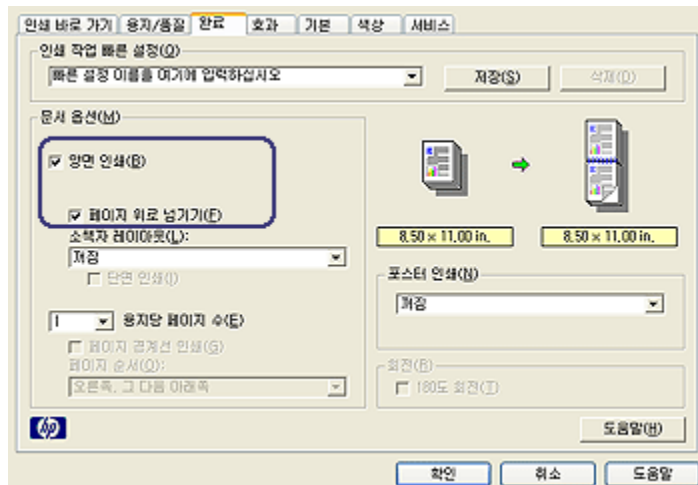 인쇄 바로 가기 용지/품질 완료 효과 기본 색상 서비스
인쇄 작업 빠른 설정(O)
빠른 설정 이름을 여기에 입력하십시오 저장(S) 삭제(D)
문서 옵션(M)
양면 인쇄(B)
페이지 위로 넘기기(F)
소책자 레이아웃(L):
꺼짐
단면 인쇄(I)
1 용지당 페이지 수(E)
페이지 경계선 인쇄(G)
페이지 순서(O):
오른쪽, 그 다음 아래쪽
8.50 × 11.00 in. 8.50 × 11.00 in.
포스터 인쇄(N)
꺼짐
회전(R)
180도 회전(T)
hp
도움말(H)
확인 취소 도움말